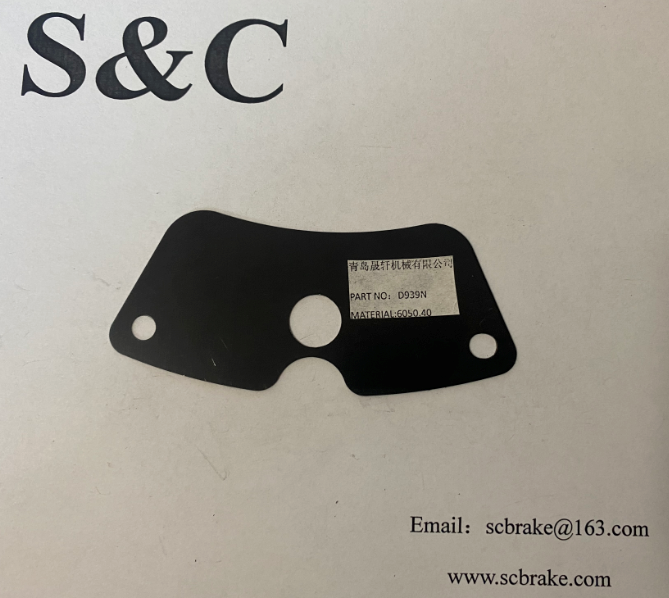 S&C
青岛晟轩机械有限公司
PART NO： D939N
MATERIAL:6050.40
Email：scbrake@163.com
www.scbrake.com